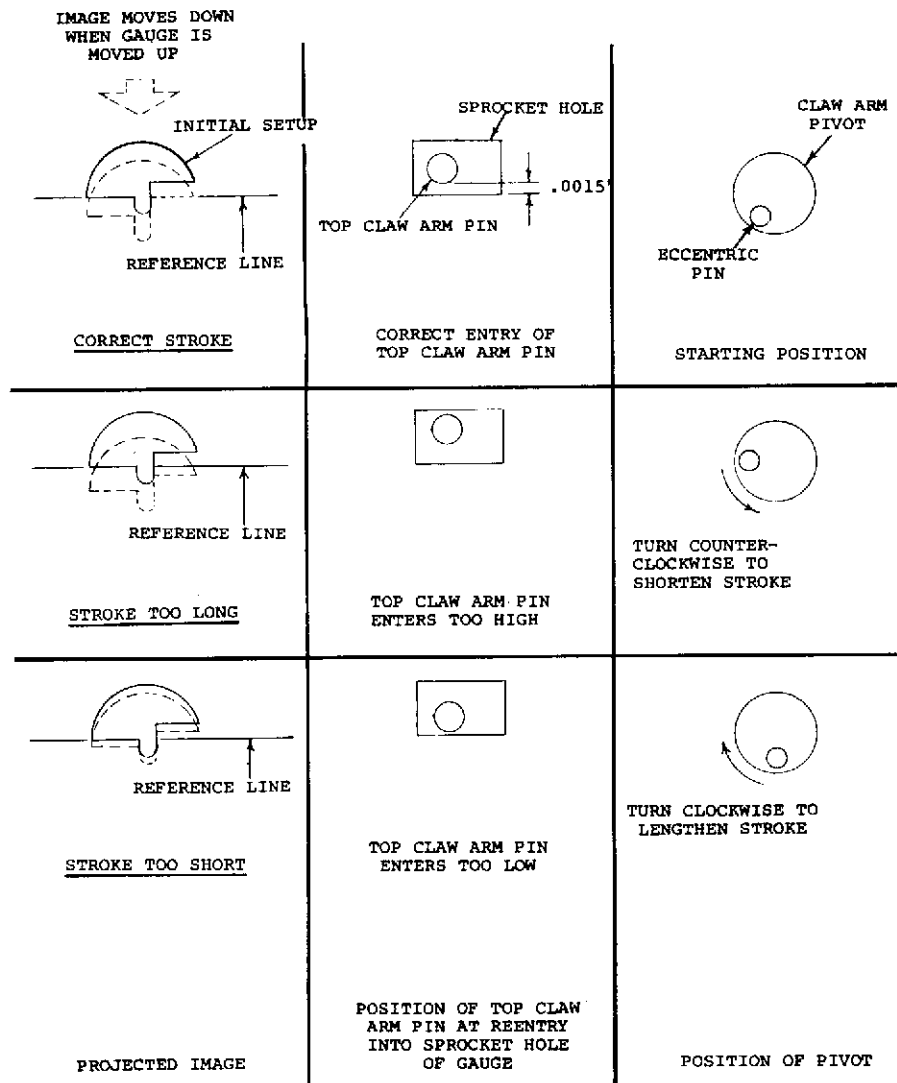 IMAGE MOVES DOWN
WHEN GAUGE IS
MOVED UP
INITIAL SETUP
REFERENCE LINE
CORRECT STROKE
SPROCKET HOLE
.0015"
TOP CLAW ARM PIN
CORRECT ENTRY OF
TOP CLAW ARM PIN
CLAW ARM
PIVOT
ECCENTRIC
PIN
STARTING POSITION
REFERENCE LINE
STROKE TOO LONG
TOP CLAW ARM PIN
ENTERS TOO HIGH
TURN COUNTER-
CLOCKWISE TO
SHORTEN STROKE
REFERENCE LINE
STROKE TOO SHORT
TOP CLAW ARM PIN
ENTERS TOO LOW
TURN CLOCKWISE TO
LENGTHEN STROKE
PROJECTED IMAGE
POSITION OF TOP CLAW
ARM PIN AT REENTRY
INTO SPROCKET HOLE
OF GAUGE
POSITION OF PIVOT